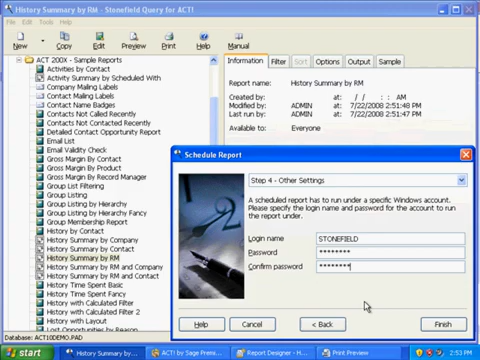 History Summary by RM - Stonefield Query for ACT!
File Edit Tools Help
New Copy Edit Preview Print Help Manual
ACT 200X - Sample Reports
Activities by Contact
Activity Summary by Scheduled With
Company Mailing Labels
Contact Mailing Labels
Contact Name Badges
Contacts Not Called Recently
Contacts Not Contacted Recently
Detailed Contact Opportunity Report
Email List
Email Validity Check
Gross Margin By Contact
Gross Margin By Product
Gross Margin By Record Manager
Group List Filtering
Group Listing
Group Listing by Hierarchy
Group Listing by Hierarchy Fancy
Group Membership Report
History by Contact
History Summary by Company
History Summary by Contact
History Summary by RM
History Summary by RM and Company
History Summary by RM and Contact
History Time Spent Basic
History Time Spent Fancy
History with Calculated Filter
History with Calculated Filter 2
History with Layout
Lost Opportunities by Reason
Database: ACT10DEMO.PAD
Information Filter Sort Options Output Sample
Report name: History Summary by RM
Created by: at: / / : : AM
Modified by: ADMIN at: 7/22/2008 2:51:48 PM
Last run by: ADMIN at: 7/22/2008 2:51:47 PM
Available to: Everyone
Schedule Report
Step 4 - Other Settings
A scheduled report has to run under a specific Windows account.
Please specify the login name and password for the account to run
the report under.
Login name STONEFIELD
Password ********
Confirm password ********
Help Cancel < Back Finish
start History Summary by... ACT! by Sage Prem... Report Designer - H... Print Preview 2:53 PM